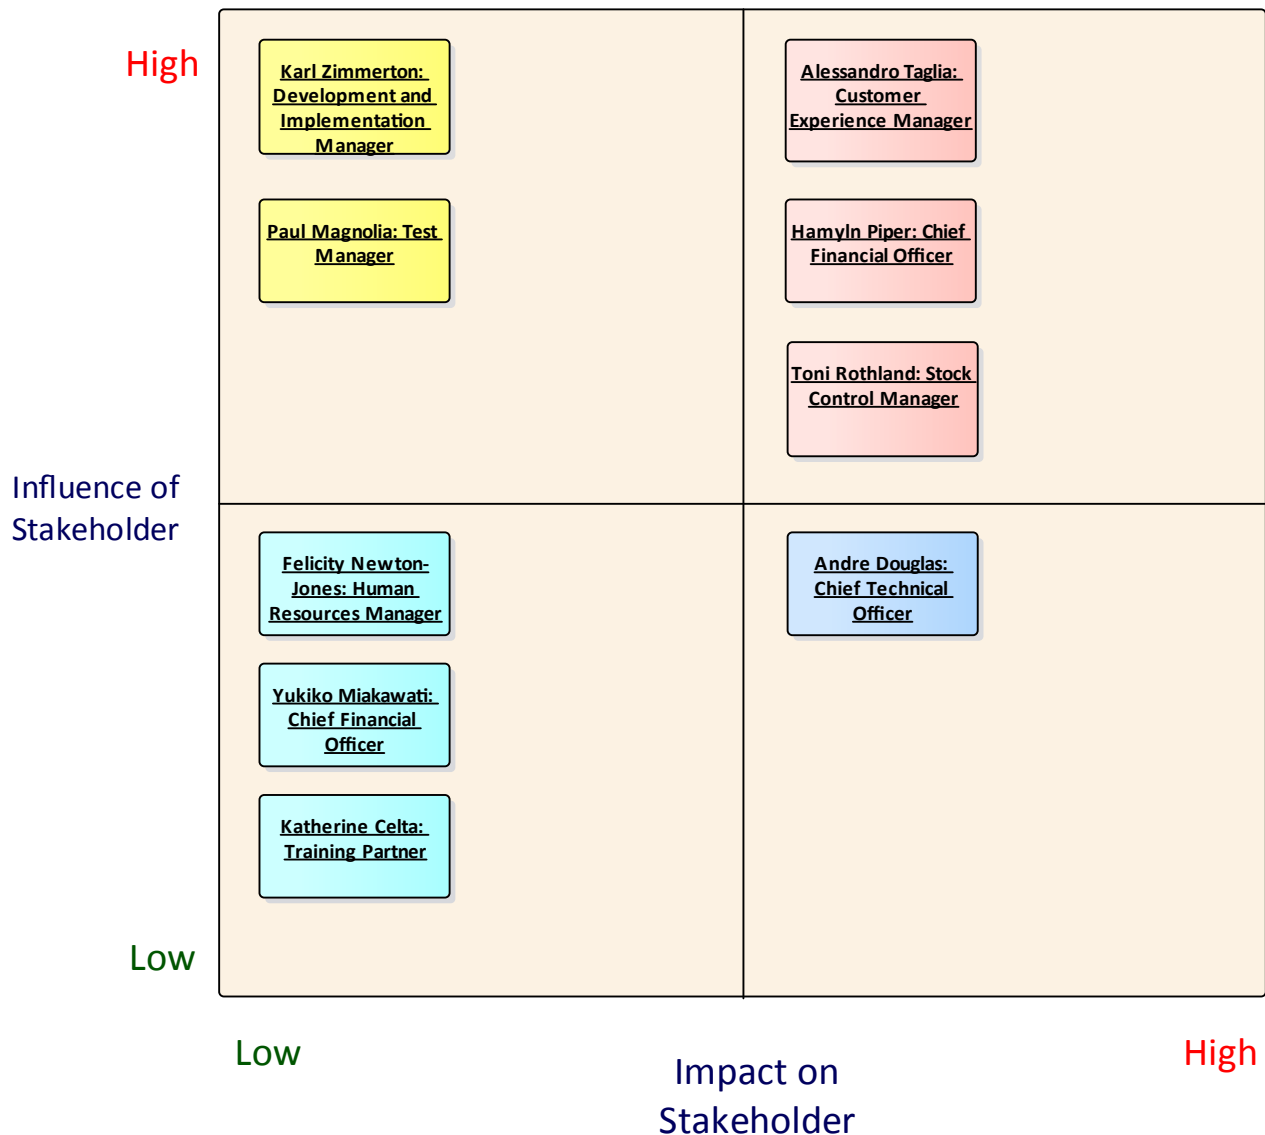 High
Karl Zimmerton:
Development and
Implementation
Manager
Alessandro Taglia:
Customer
Experience Manager
Paul Magnolia: Test
Manager
Hamyln Piper: Chief
Financial Officer
Toni Rothland: Stock
Control Manager
Influence of
Stakeholder
Felicity Newton-
Jones: Human
Resources Manager
Andre Douglas:
Chief Technical
Officer
Yukiko Miakawati:
Chief Financial
Officer
Katherine Celta:
Training Partner
Low
Low
High
Impact on
Stakeholder